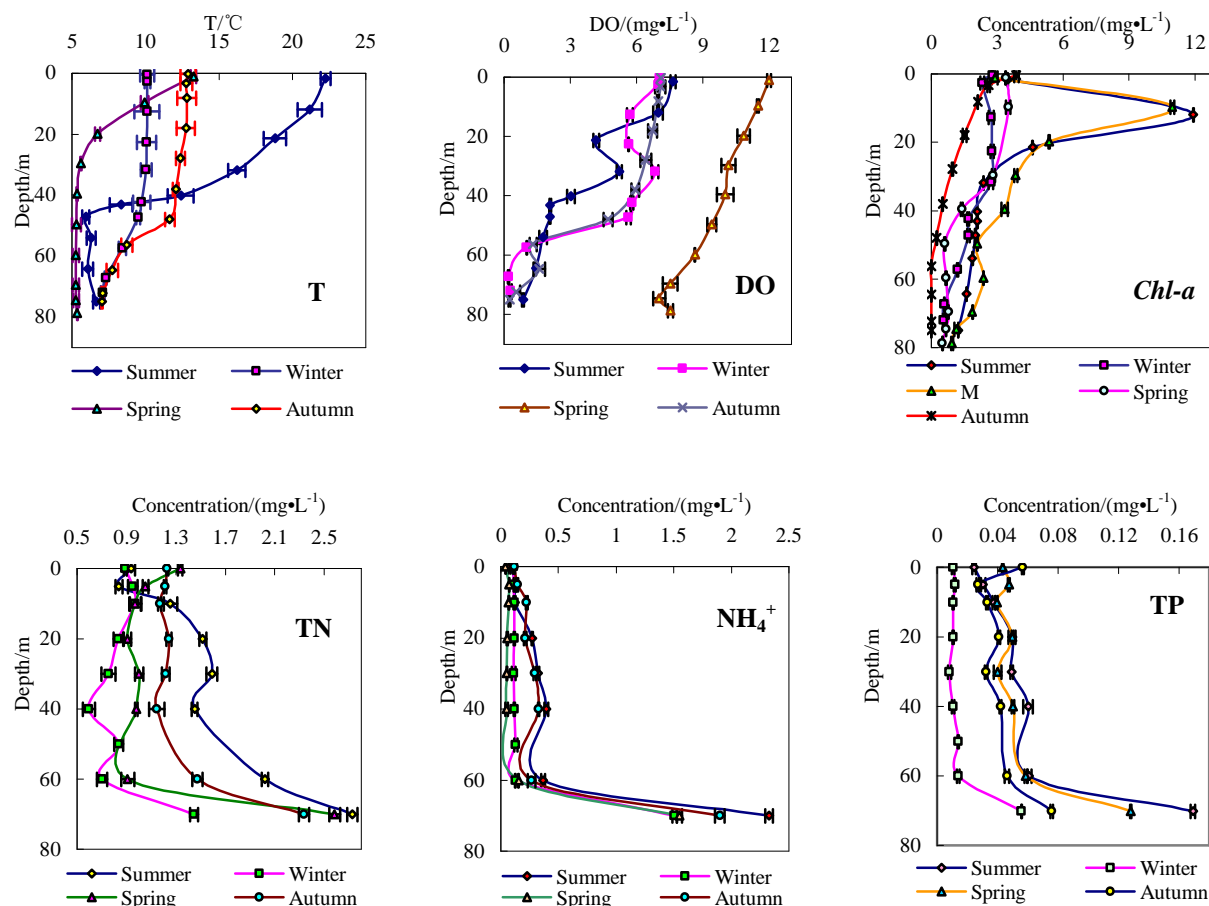 T/℃
5 10 15 20 25
0
20
40
60
80
Depth/m
T
Summer Winter
Spring Autumn
DO/(mg•L-1)
0 3 6 9 12
0
20
40
60
80
Depth/m
DO
Summer Winter
Spring Autumn
Concentration/(mg•L-1)
0 3 6 9 12
0
20
40
60
80
Depth/m
Chl-a
Summer Winter
M Spring
Autumn
Concentration/(mg•L-1)
0.5 0.9 1.3 1.7 2.1 2.5
0
20
40
60
80
Depth/m
TN
Summer Winter
Spring Autumn
Concentration/(mg•L-1)
0 0.5 1 1.5 2 2.5
0
20
40
60
80
Depth/m
NH4+
Summer Winter
Spring Autumn
Concentration/(mg•L-1)
0 0.04 0.08 0.12 0.16
0
20
40
60
80
Depth/m
TP
Summer Winter
Spring Autumn